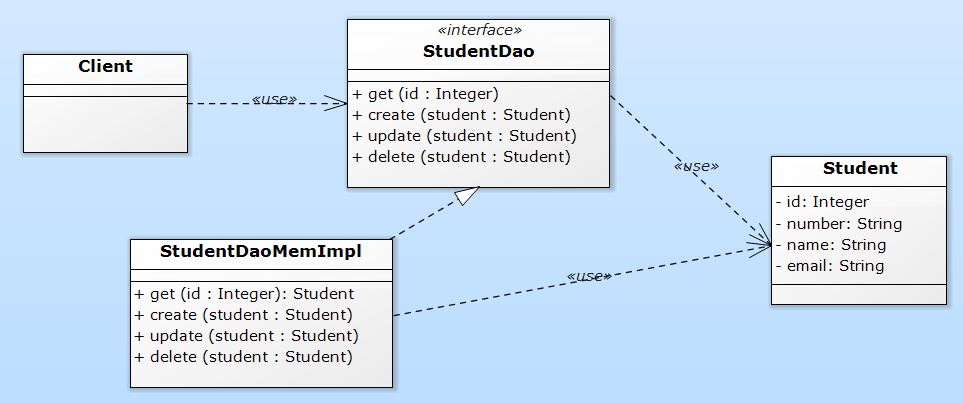 Client
«use»
«interface»
StudentDao
+ get (id : Integer)
+ create (student : Student)
+ update (student : Student)
+ delete (student : Student)
«use»
Student
- id: Integer
- number: String
- name: String
- email: String
StudentDaoMemImpl
+ get (id : Integer): Student
+ create (student : Student)
+ update (student : Student)
+ delete (student : Student)
«use»